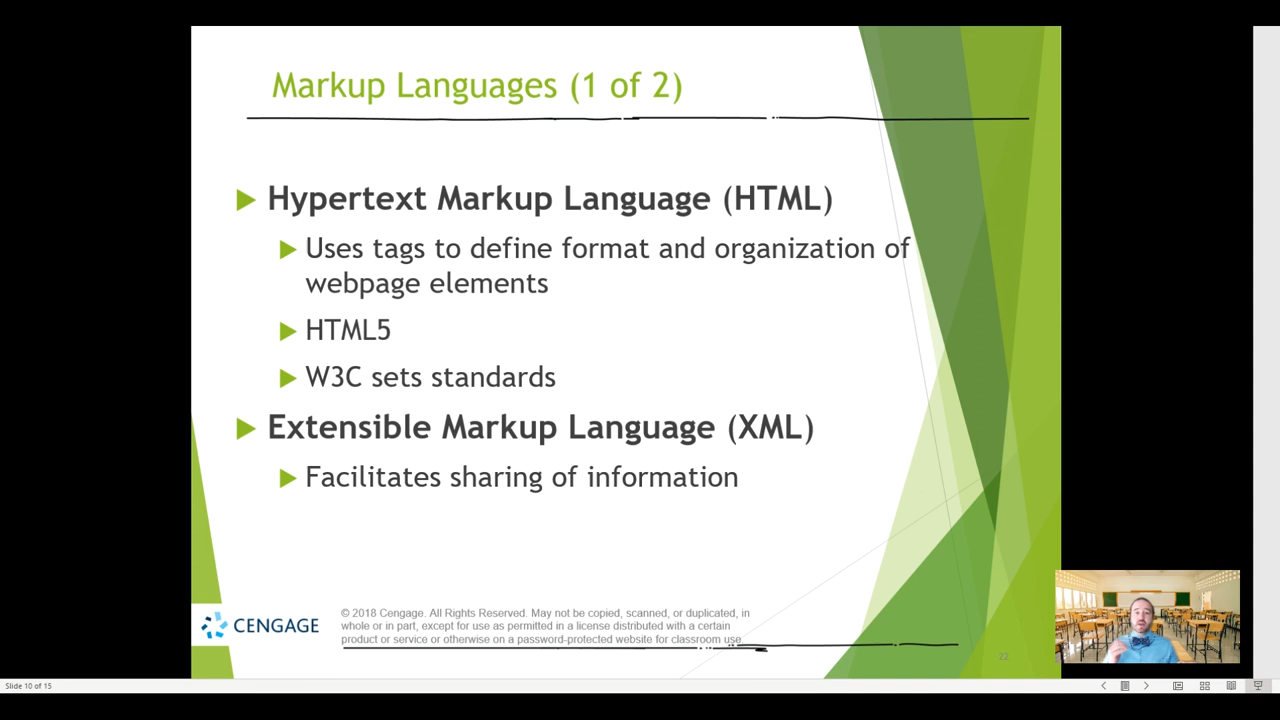 Markup Languages (1 of 2)
Hypertext Markup Language (HTML)
Uses tags to define format and organization of
webpage elements
HTML5
W3C sets standards
Extensible Markup Language (XML)
Facilitates sharing of information
CENGAGE
© 2018 Cengage. All Rights Reserved. May not be copied, scanned, or duplicated, in
whole or in part, except for use as permitted in a license distributed with a certain
product or service or otherwise on a password-protected website for classroom use
22
Slide 10 of 15